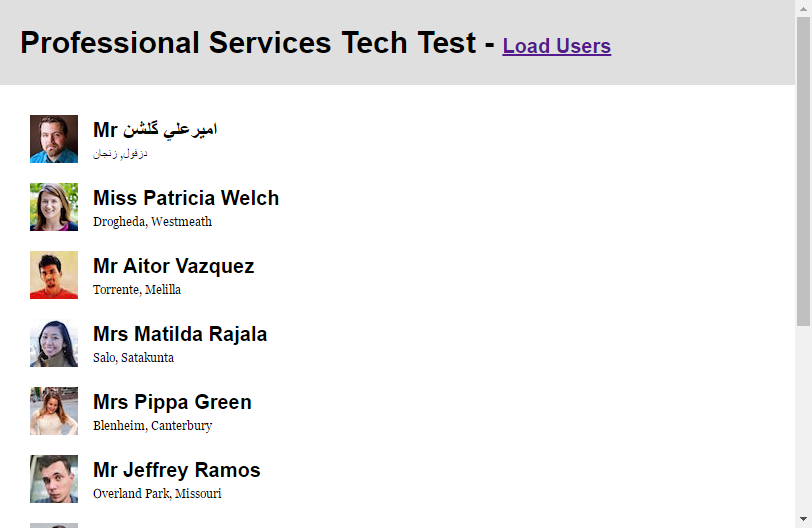 Professional Services Tech Test - Load Users
Mr اميرعلي گلشن
دزفول, زنجان
Miss Patricia Welch
Drogheda, Westmeath
Mr Aitor Vazquez
Torrente, Melilla
Mrs Matilda Rajala
Salo, Satakunta
Mrs Pippa Green
Blenheim, Canterbury
Mr Jeffrey Ramos
Overland Park, Missouri